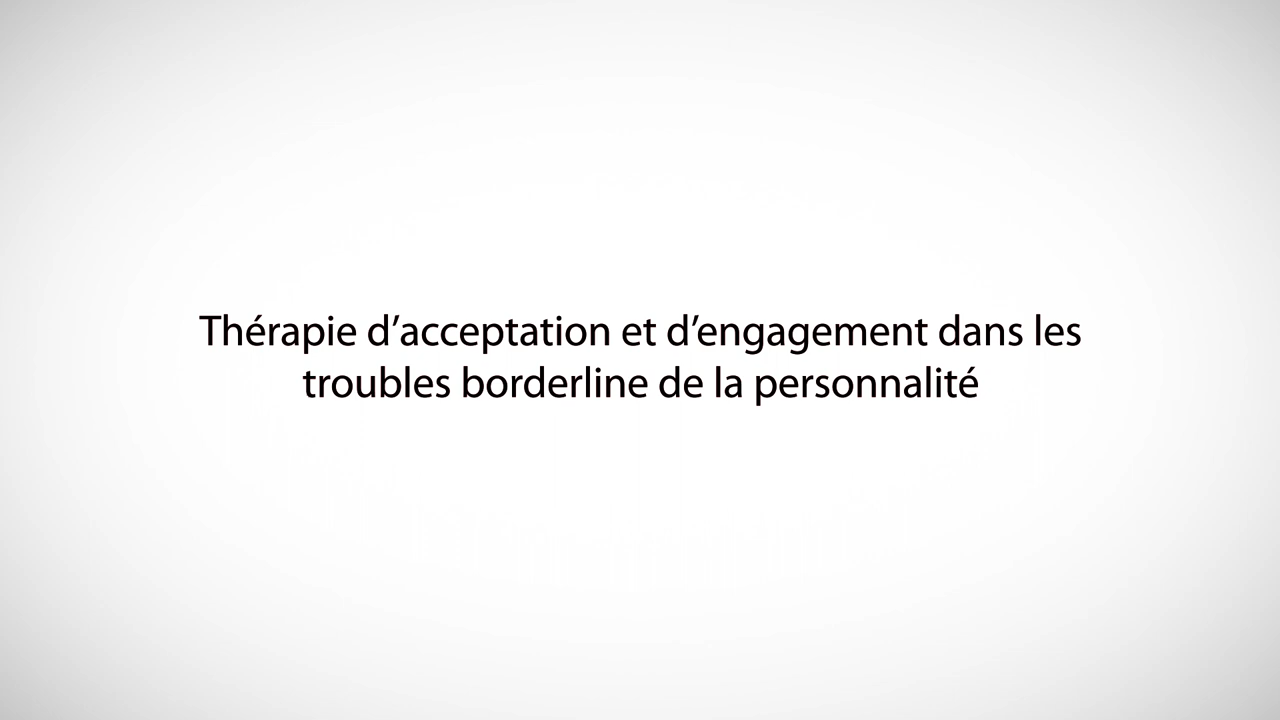 Thérapie d’acceptation et d’engagement dans les
troubles borderline de la personnalité